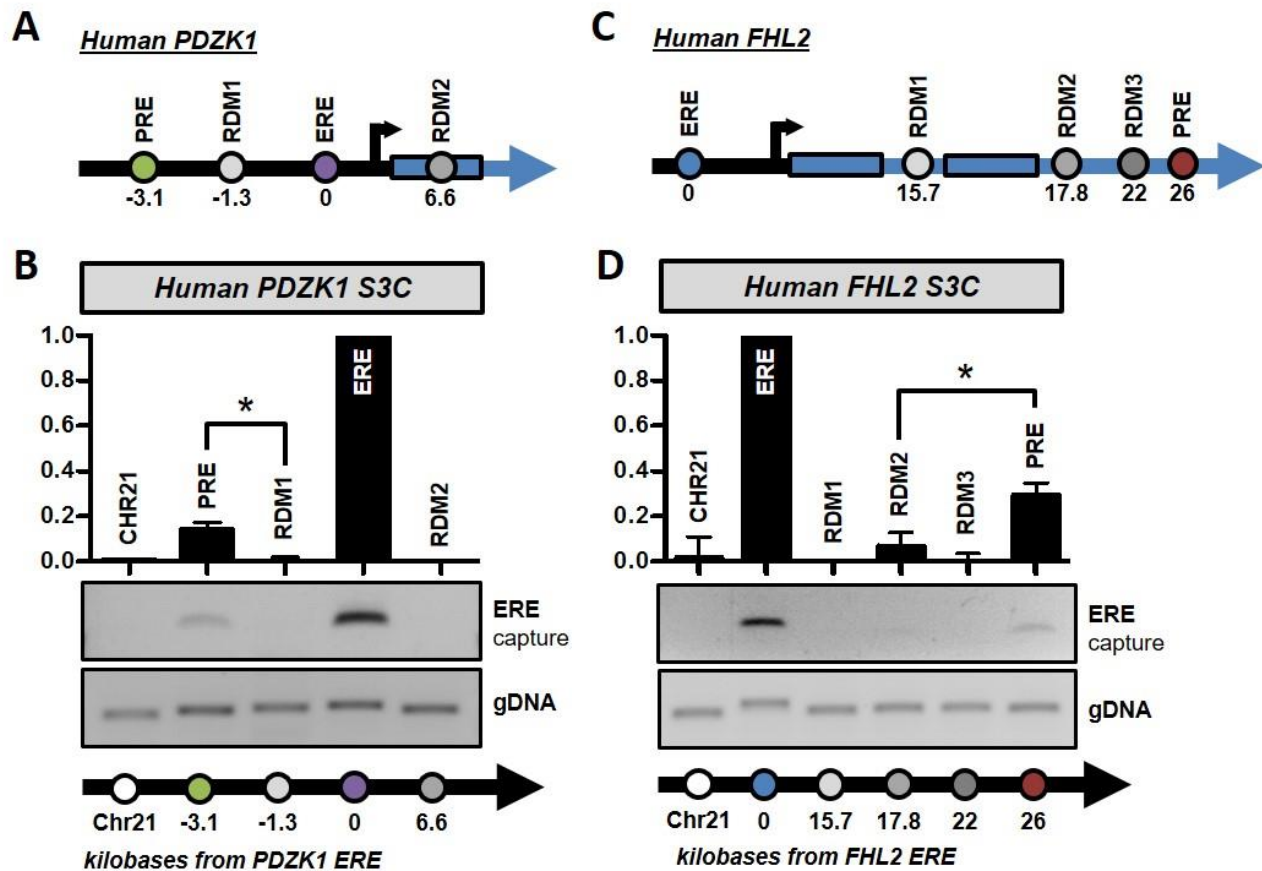 A
Human PDZK1
PRE
RDM1
ERE
RDM2
-3.1
-1.3
0
6.6
C
Human FHL2
ERE
RDM1
RDM2
RDM3
PRE
0
15.7
17.8
22
26
B
Human PDZK1 S3C
1.0
0.8
0.6
0.4
0.2
0.0
CHR21
PRE
*
RDM1
ERE
RDM2
ERE
capture
gDNA
Chr21
-3.1
-1.3
0
6.6
kilobases from PDZK1 ERE
D
Human FHL2 S3C
1.0
0.8
0.6
0.4
0.2
0.0
CHR21
ERE
RDM1
RDM2
*
RDM3
PRE
ERE
capture
gDNA
Chr21
0
15.7
17.8
22
26
kilobases from FHL2 ERE